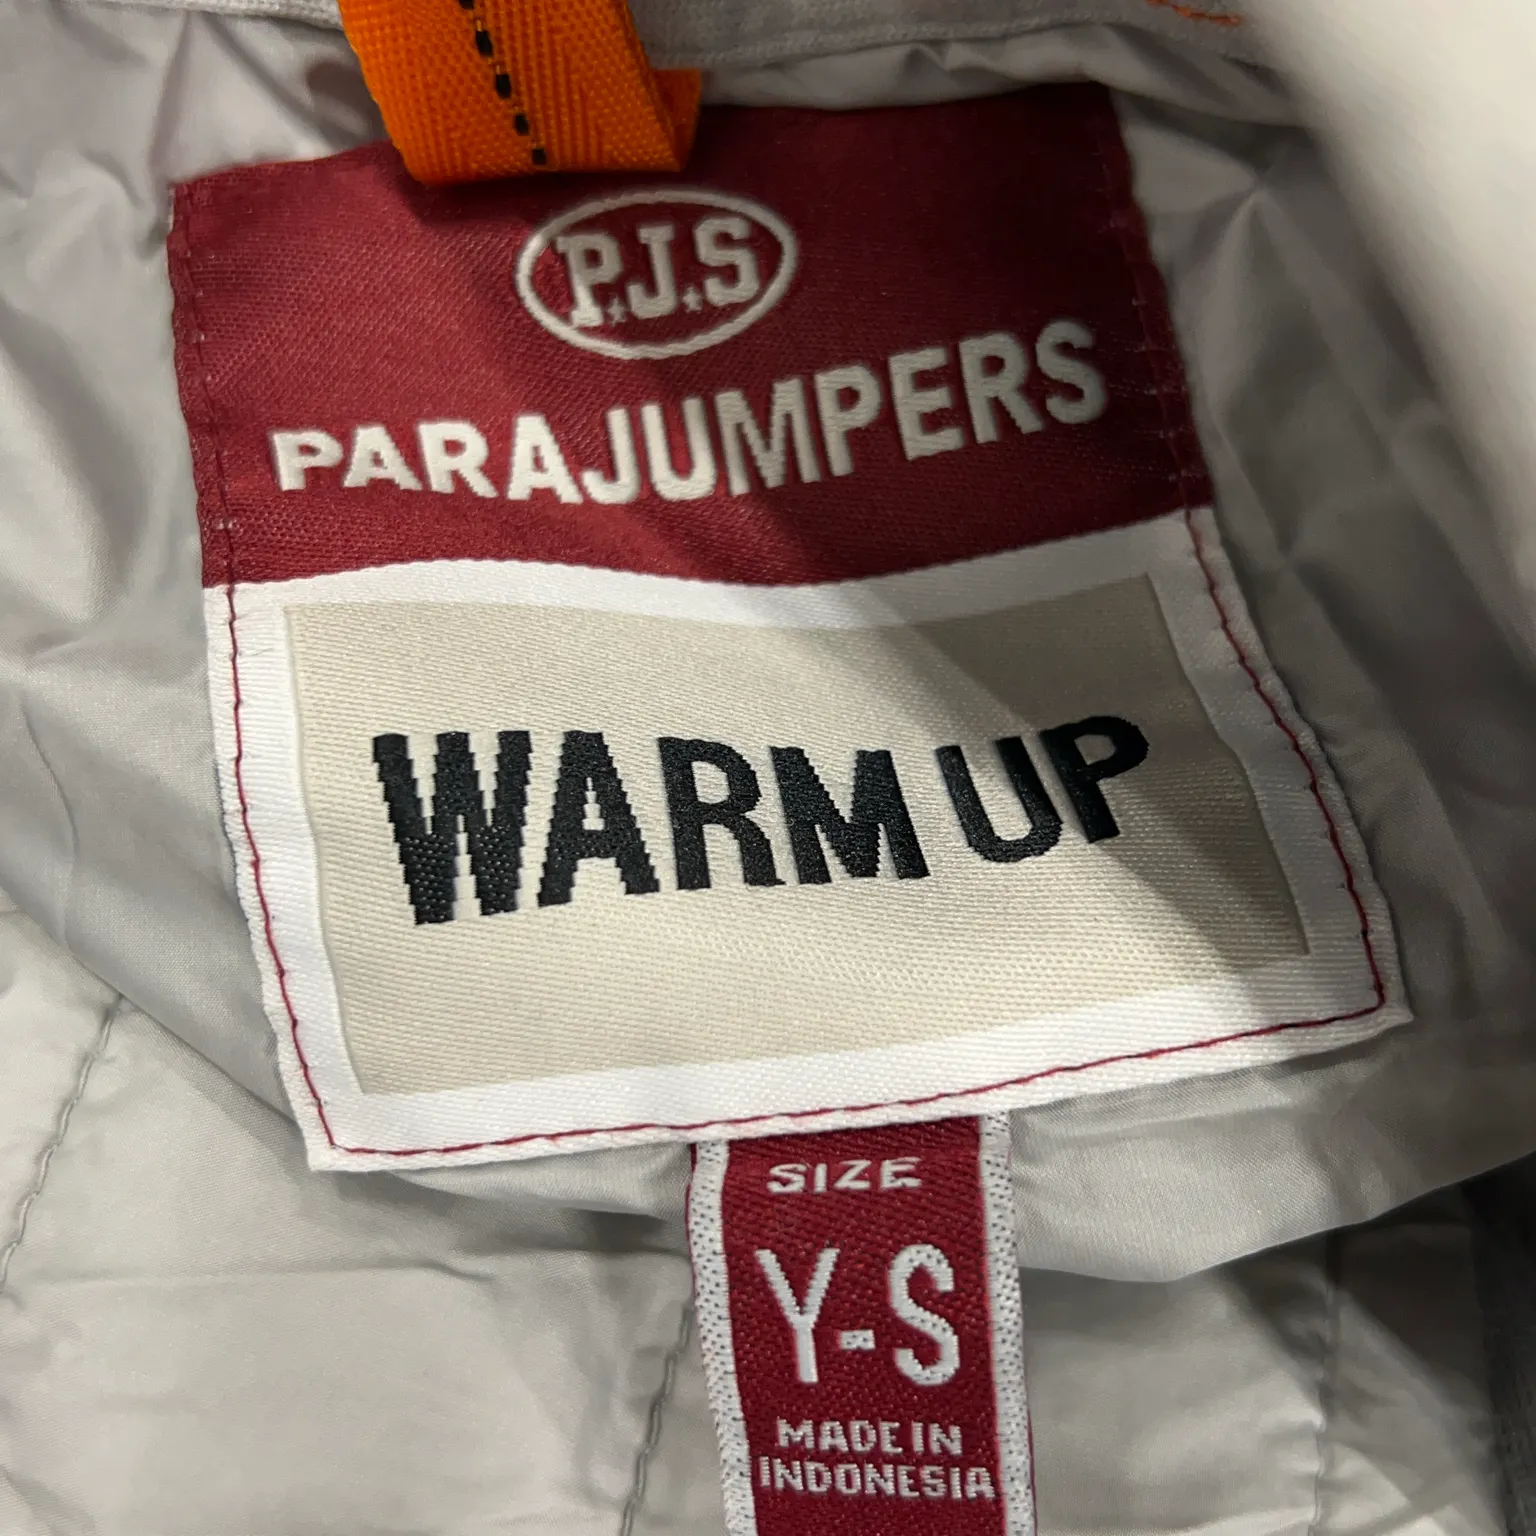 P.J.S
PARAJUMPERS
WARM UP
SIZE
Y-S
MADE IN
INDONESIA